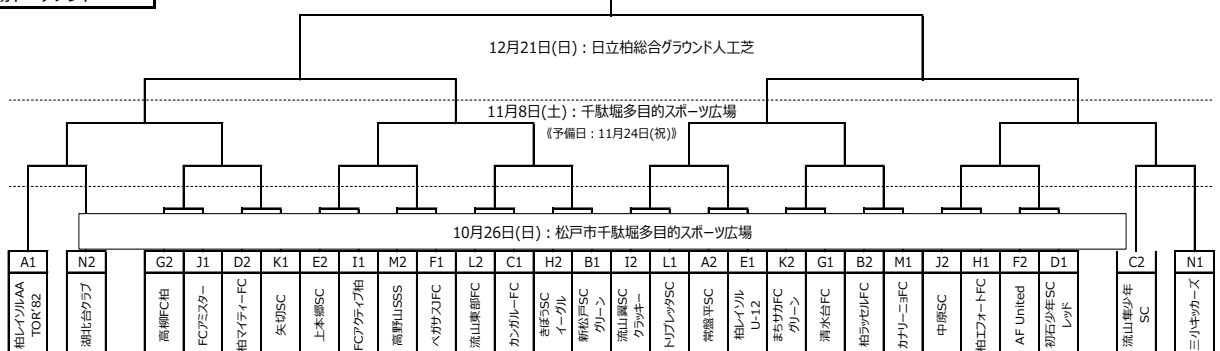 12月21日(日)：日立柏総合グラウンド人工芝
11月8日(土)：千駄堀多目的スポーツ広場
《予備日：11月24日(祝)》
10月26日(日)：松戸市千駄堀多目的スポーツ広場
A1 N2 G2 J1 D2 K1 E2 I1 M2 F1 L2 C1 H2 B1 I2 L1 A2 E1 K2 G1 B2 M1 J2 H1 F2 D1 C2 N1
柏レイソルAA
TOR'82
湖北台クラブ
高柳FC柏
FCアミスター
柏マイティーFC
矢切SC
上本郷SC
FCアクティブ柏
高野山SSS
ペガサスJFC
流山東部FC
カンガルーFC
きぼうSC
イーグル
新松戸SC
グリーン
流山翼SC
クラッキー
トリプレッタSC
常盤平SC
柏レイソル
U-12
まちサカFC
グリーン
清水台FC
柏ラッセルFC
カナリーニョFC
中原SC
柏エフォートFC
AF United
初石少年SC
レッド
流山隼少年
SC
三小キッカーズ